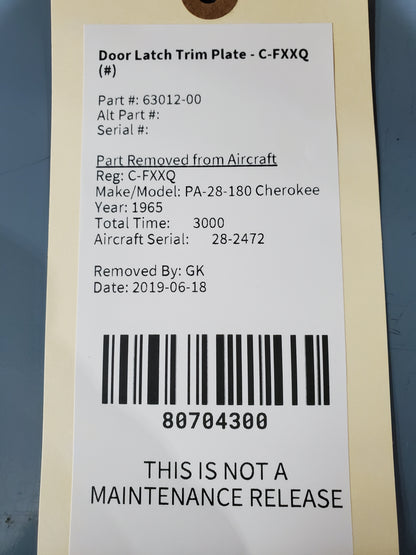 Door Latch Trim Plate - C-FXXQ
(#)
Part #: 63012-00
Alt Part #:
Serial #:
Part Removed from Aircraft
Reg: C-FXXQ
Make/Model: PA-28-180 Cherokee
Year: 1965
Total Time: 3000
Aircraft Serial: 28-2472
Removed By: GK
Date: 2019-06-18
80704300
THIS IS NOT A
MAINTENANCE RELEASE